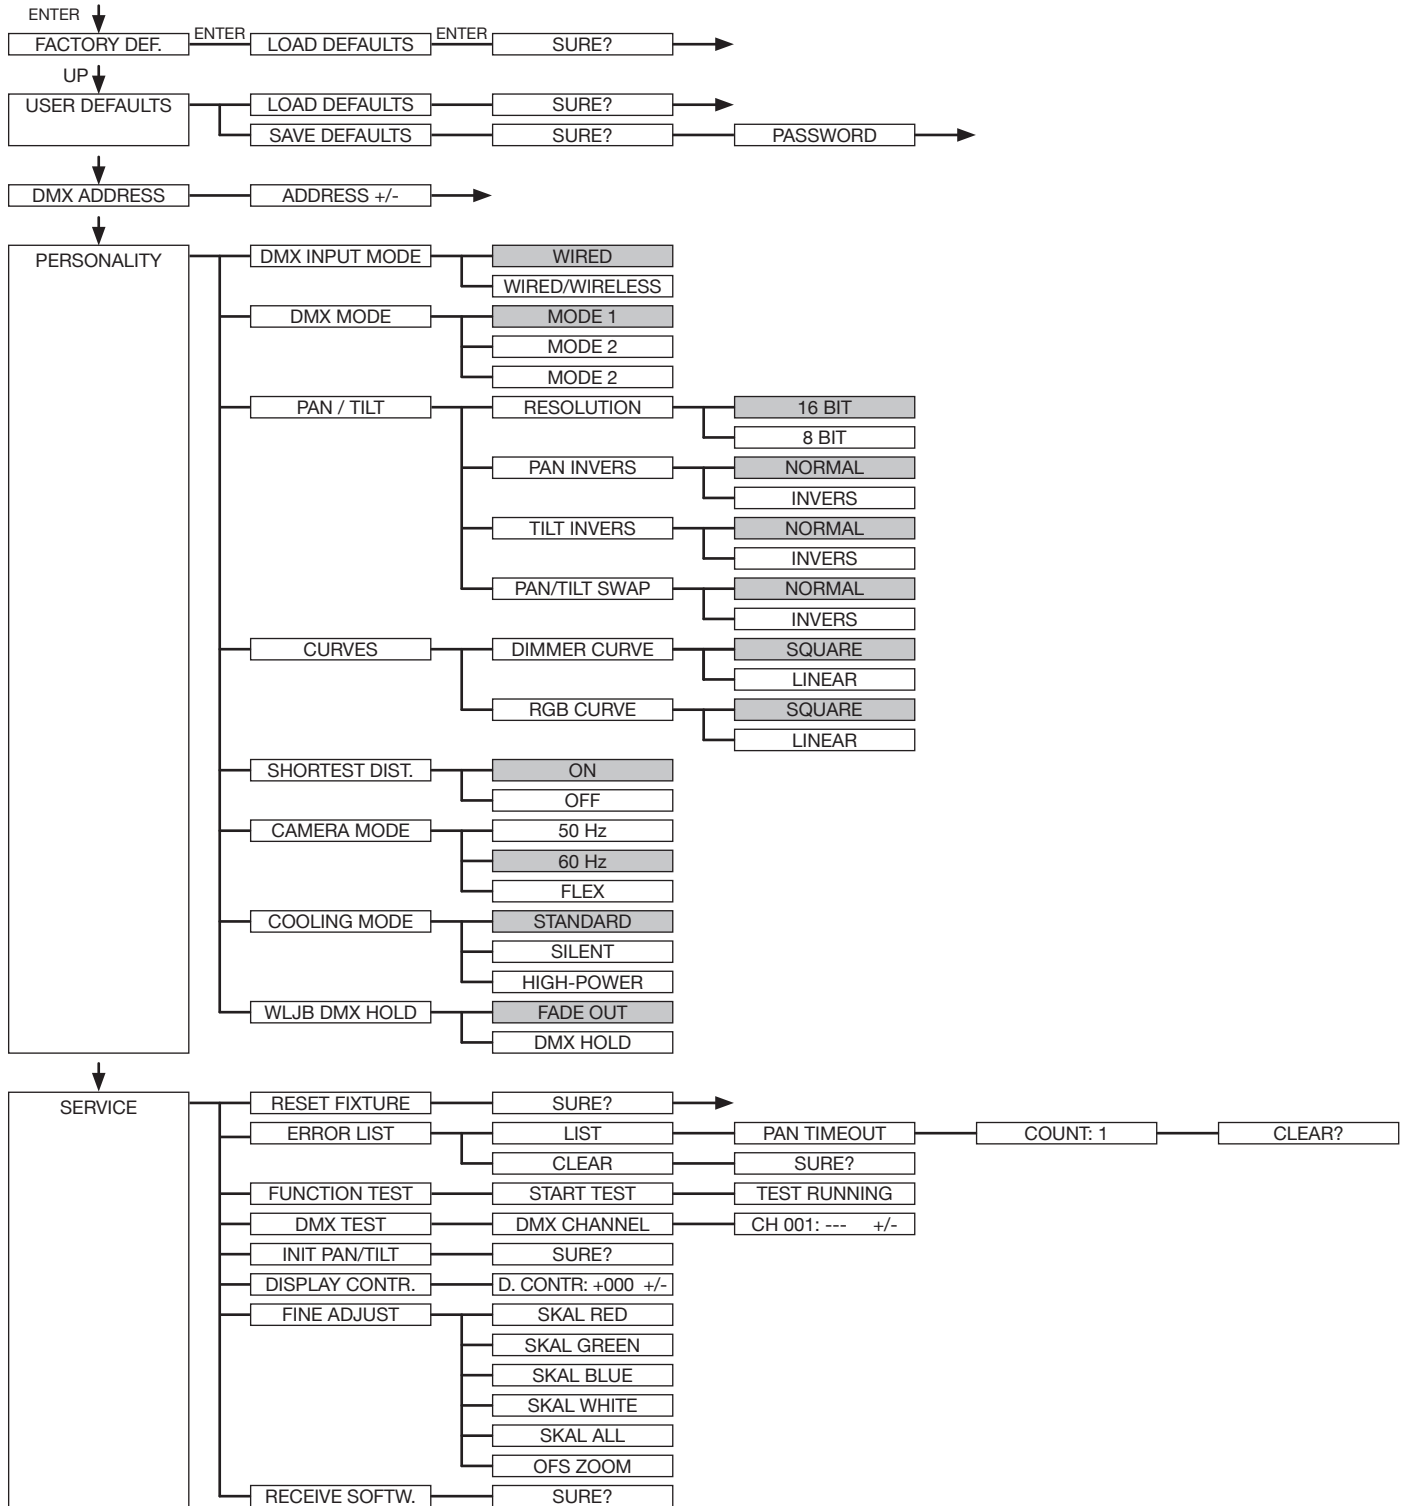 ENTER
FACTORY DEF. ENTER LOAD DEFAULTS ENTER SURE?
UP
USER DEFAULTS LOAD DEFAULTS SURE?
SAVE DEFAULTS SURE? PASSWORD
DMX ADDRESS ADDRESS +/-
PERSONALITY DMX INPUT MODE WIRED
WIRED/WIRELESS
DMX MODE MODE 1
MODE 2
MODE 2
PAN / TILT RESOLUTION 16 BIT
8 BIT
PAN INVERS NORMAL
INVERS
TILT INVERS NORMAL
INVERS
PAN/TILT SWAP NORMAL
INVERS
CURVES DIMMER CURVE SQUARE
LINEAR
RGB CURVE SQUARE
LINEAR
SHORTEST DIST. ON
OFF
CAMERA MODE 50 Hz
60 Hz
FLEX
COOLING MODE STANDARD
SILENT
HIGH-POWER
WLJB DMX HOLD FADE OUT
DMX HOLD
SERVICE RESET FIXTURE SURE?
ERROR LIST LIST PAN TIMEOUT COUNT: 1 CLEAR?
CLEAR SURE?
FUNCTION TEST START TEST TEST RUNNING
DMX TEST DMX CHANNEL CH 001: --- +/-
INIT PAN/TILT SURE?
DISPLAY CONTR. D. CONTR: +000 +/-
FINE ADJUST SKAL RED
SKAL GREEN
SKAL BLUE
SKAL WHITE
SKAL ALL
OFS ZOOM
RECEIVE SOFTW. SURE?